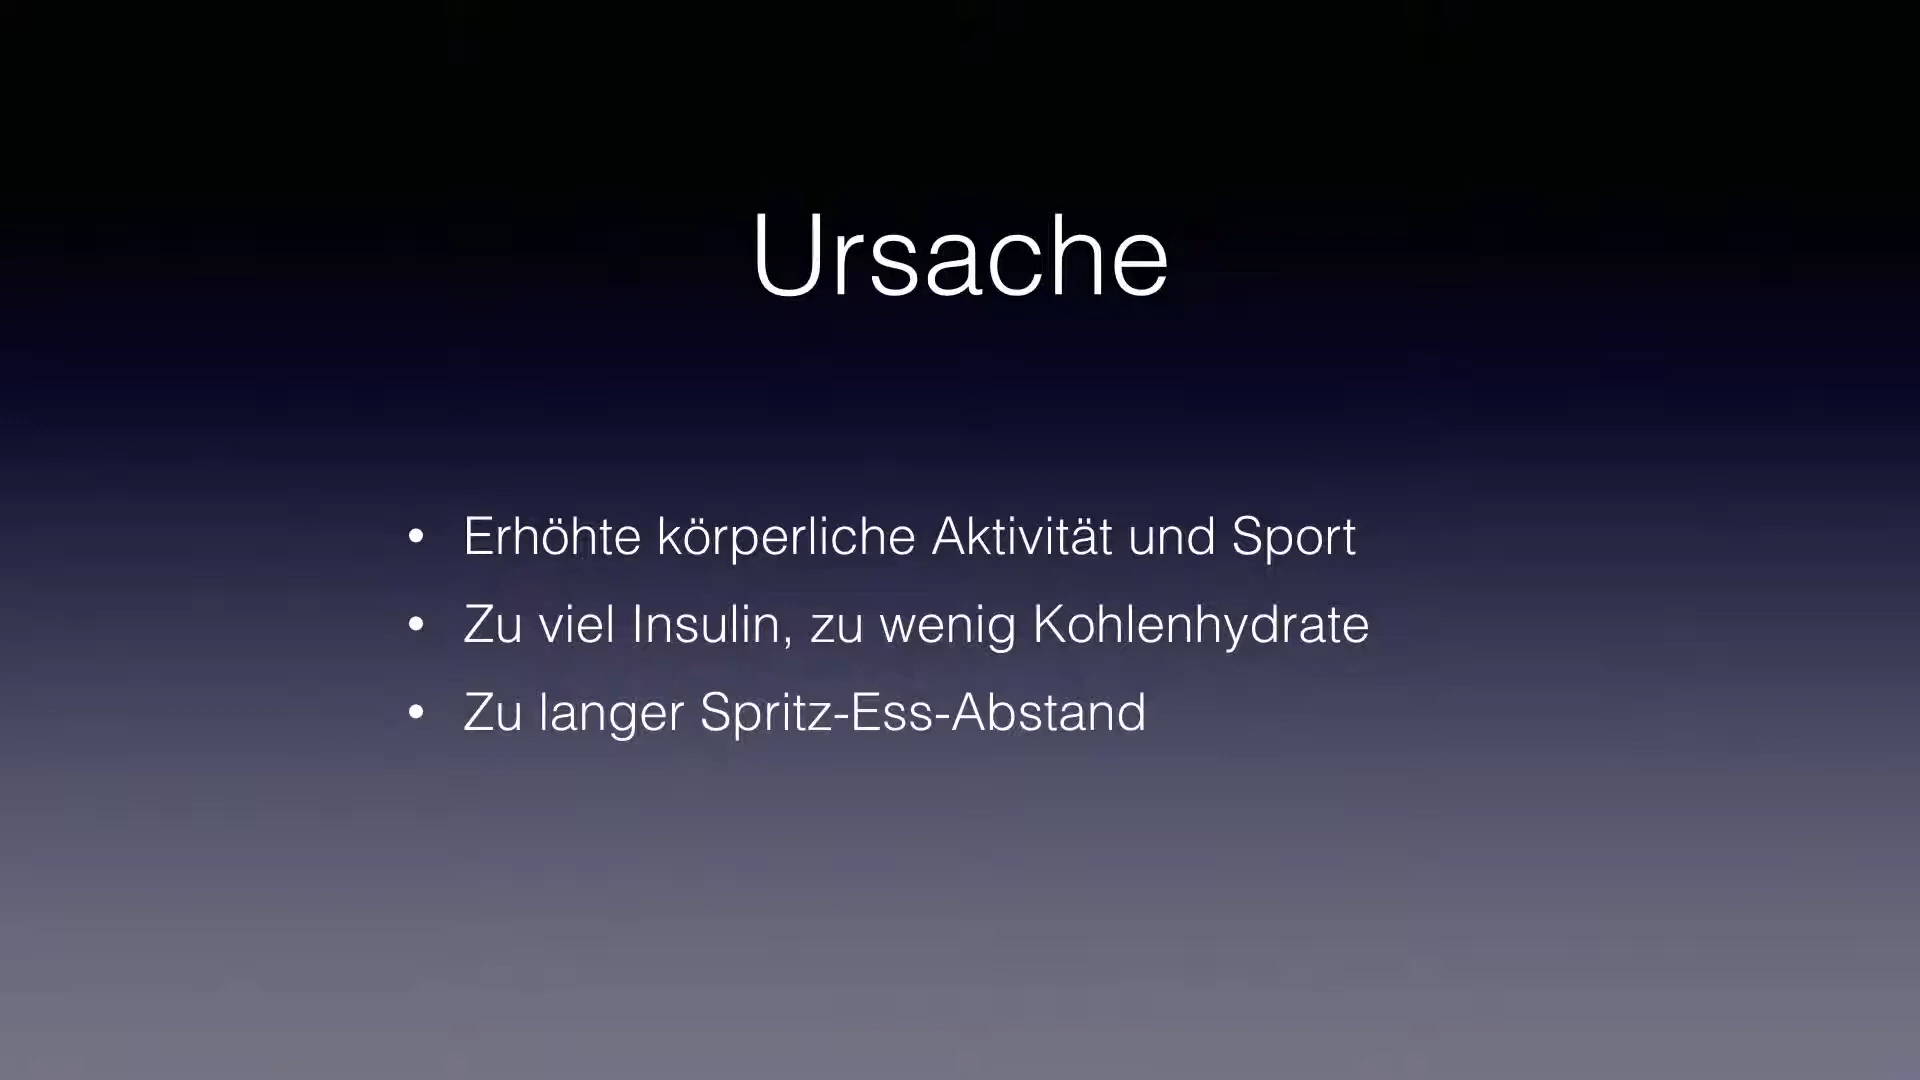 Ursache
• Erhöhte körperliche Aktivität und Sport
• Zu viel Insulin, zu wenig Kohlenhydrate
• Zu langer Spritz-Ess-Abstand